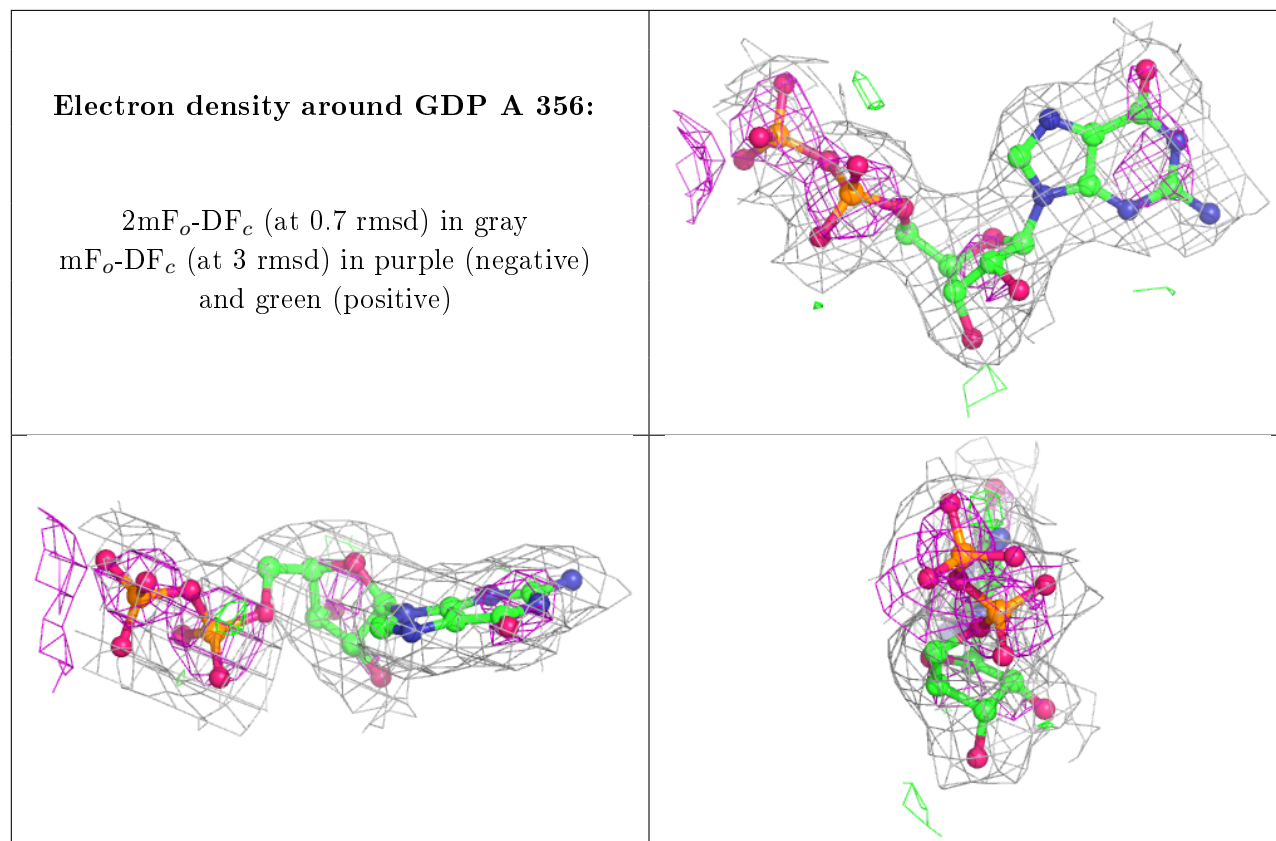 Electron density around GDP A 356:
2mFo-DFc (at 0.7 rmsd) in gray
mFo-DFc (at 3 rmsd) in purple (negative)
and green (positive)